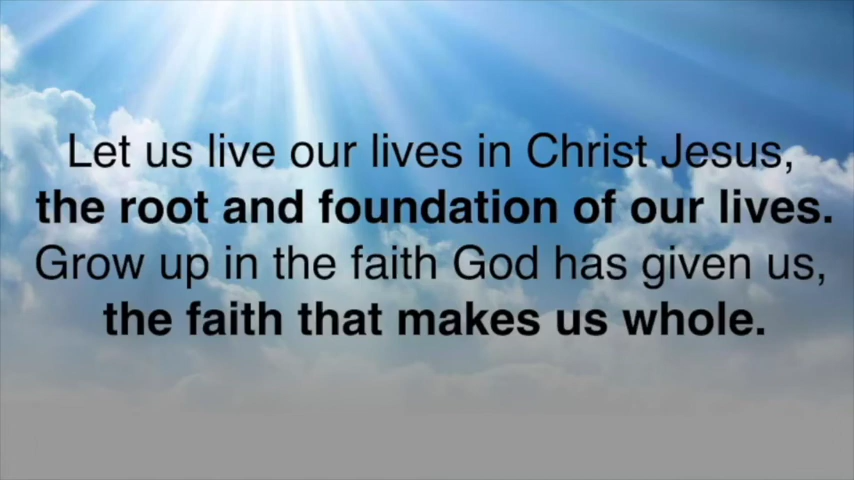 Let us live our lives in Christ Jesus,
the root and foundation of our lives.
Grow up in the faith God has given us,
the faith that makes us whole.